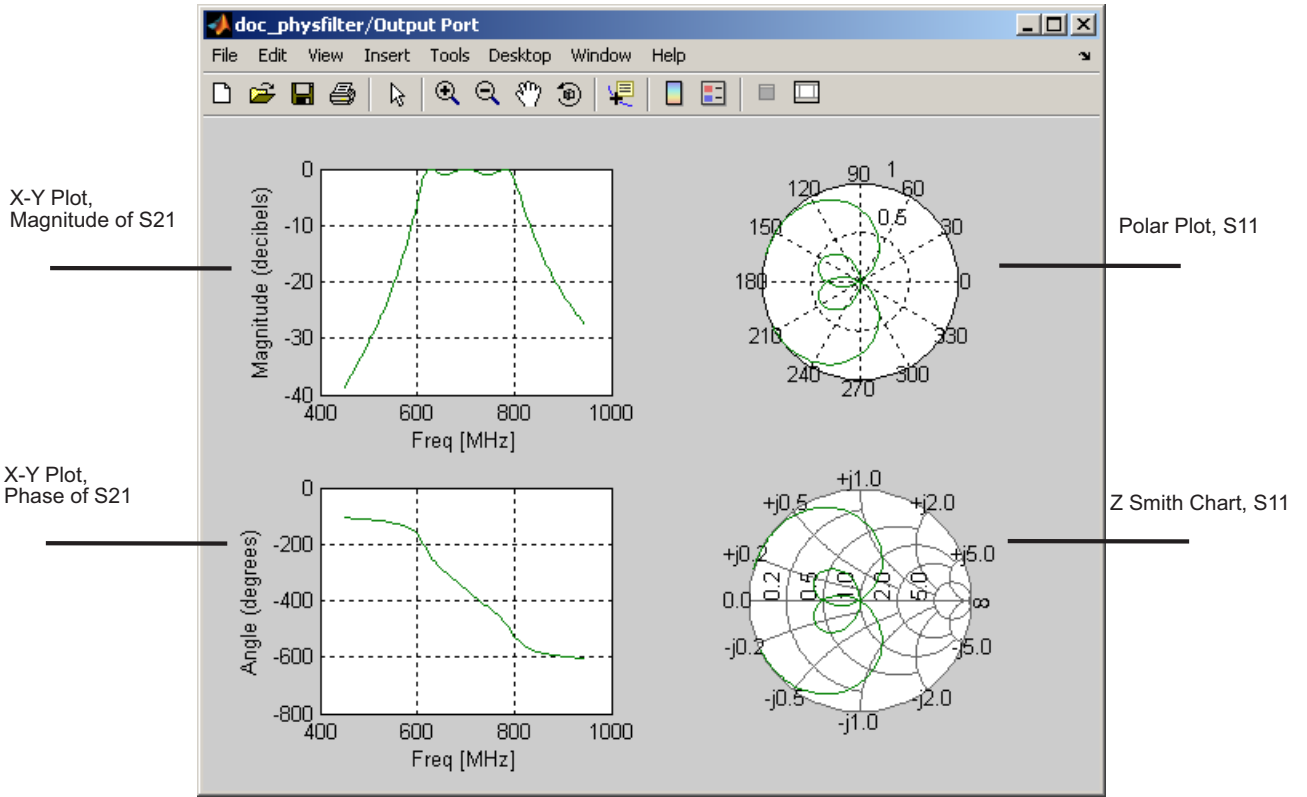 doc_physfilter/Output Port
File Edit View Insert Tools Desktop Window Help
X-Y Plot,
Magnitude of S21
Magnitude (decibels)
0
-10
-20
-30
-40
400 600 800 1000
Freq [MHz]
Polar Plot, S11
90 1
120 60
0.5
150 30
180 0
210 330
240 300
270
X-Y Plot,
Phase of S21
Angle (degrees)
0
-200
-400
-600
-800
400 600 800 1000
Freq [MHz]
Z Smith Chart, S11
+j1.0
+j0.5 +j2.0
+j0.2 +j5.0
0.0 0.2 0.5 1.0 2.0 5.0 ∞
-j0.2 -j5.0
-j0.5 -j2.0
-j1.0